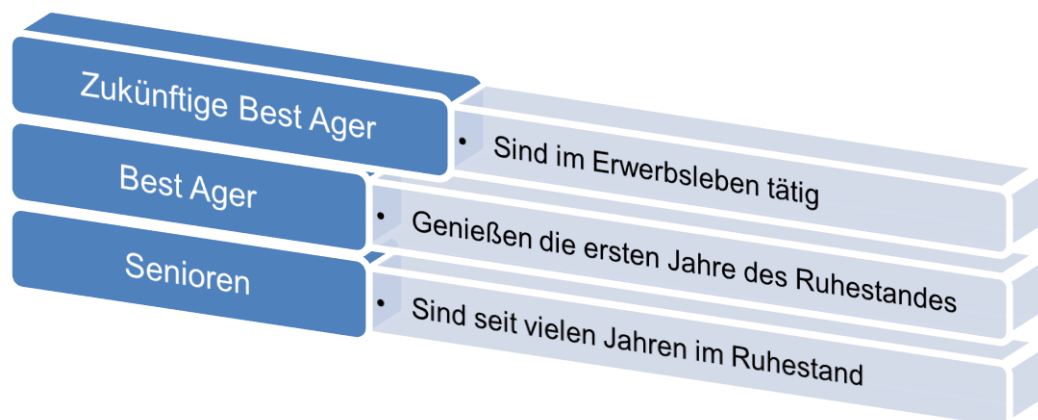 Zukünftige Best Ager
• Sind im Erwerbsleben tätig
Best Ager
• Genießen die ersten Jahre des Ruhestandes
Senioren
• Sind seit vielen Jahren im Ruhestand